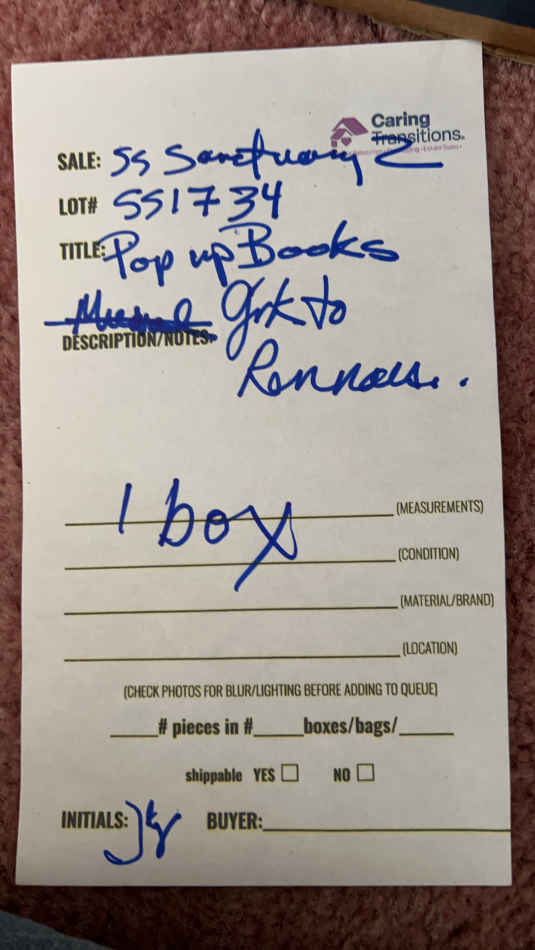 Caring
Transitions.
SALE: SS Sanctuary 2
LOT# SS1734
TITLE: Pop up Books
to
DESCRIPTION/NOTES:
1 box
(MEASUREMENTS)
(CONDITION)
(MATERIAL/BRAND)
(LOCATION)
(CHECK PHOTOS FOR BLUR/LIGHTING BEFORE ADDING TO QUEUE)
# pieces in # boxes/bags/
shippable YES NO
INITIALS: BUYER: